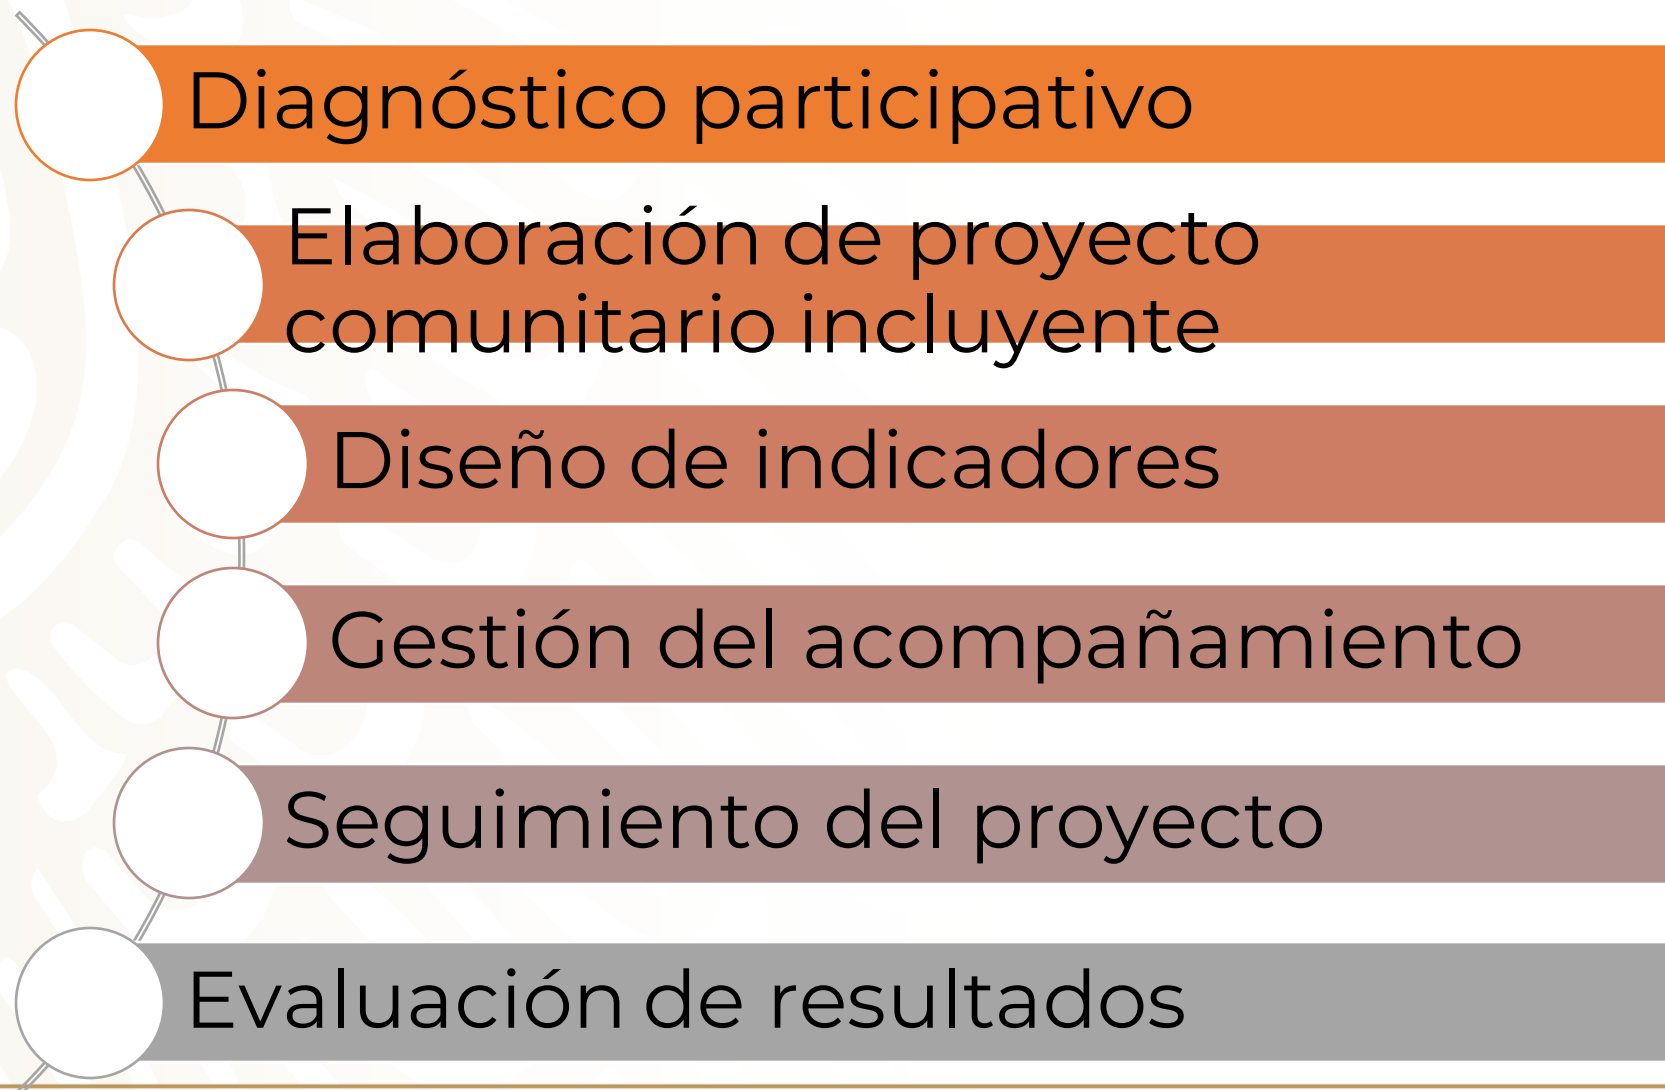 Diagnóstico participativo
Elaboración de proyecto
comunitario incluyente
Diseño de indicadores
Gestión del acompañamiento
Seguimiento del proyecto
Evaluación de resultados